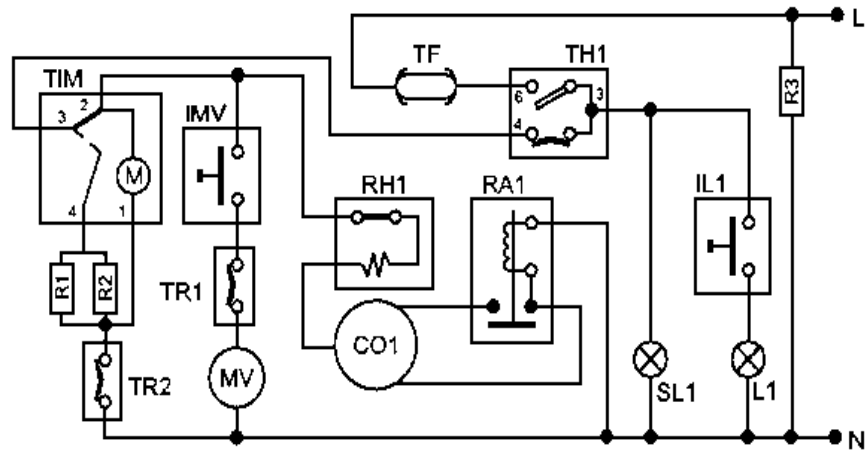 L
TF
TH1
TIM
2
6
3
R3
3
IMV
4
M
RH1
RA1
IL1
4
1
R1
R2
TR1
CO1
TR2
MV
SL1
L1
N